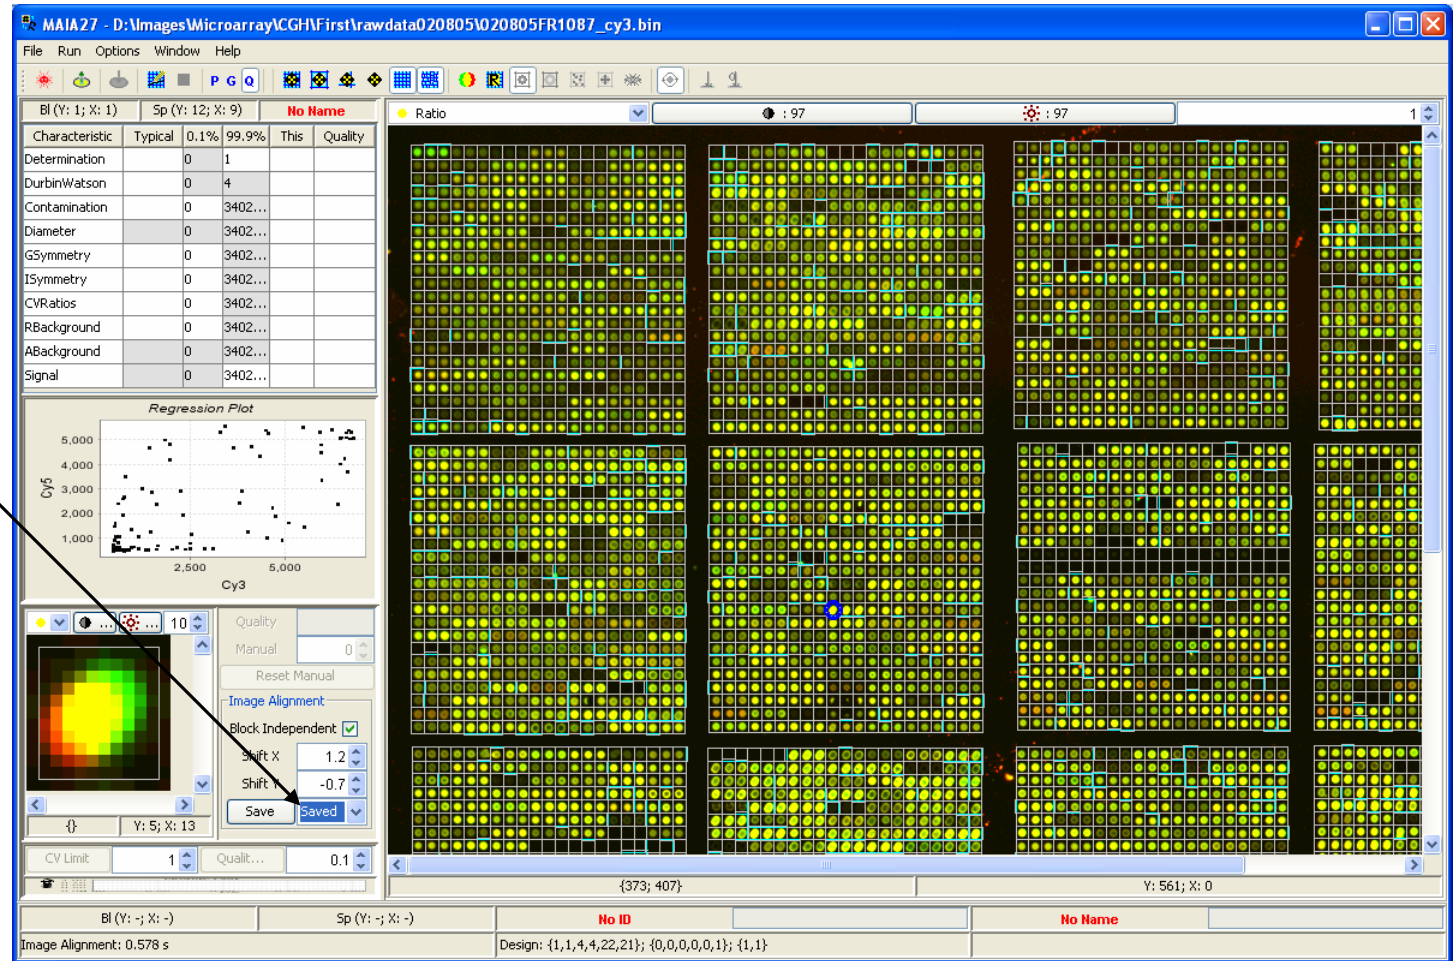 MAIA27 - D:\Images\Microarray\CGH\First\rawdata020805\020805FR1087_cy3.bin
File Run Options Window Help
P G Q
Bl (Y: 1; X: 1) Sp (Y: 12; X: 9) No Name
Ratio : 97 : 97 1
Characteristic Typical 0.1% 99.9% This Quality
Determination 0 1
DurbinWatson 0 4
Contamination 0 3402...
Diameter 0 3402...
GSymmetry 0 3402...
ISymmetry 0 3402...
CVRatios 0 3402...
RBackground 0 3402...
ABackground 0 3402...
Signal 0 3402...
Regression Plot
5,000
4,000
3,000
2,000
1,000
Cy5
2,500 5,000
Cy3
... ... 10
Quality
Manual 0
Reset Manual
Image Alignment
Block Independent
Shift X 1.2
Shift Y -0.7
Save Saved
{} Y: 5; X: 13
CV Limit 1 Qualit... 0.1
{373; 407} Y: 561; X: 0
Bl (Y: -; X: -) Sp (Y: -; X: -) No ID No Name
Image Alignment: 0.578 s Design: {1,1,4,4,22,21}; {0,0,0,0,0,1}; {1,1}